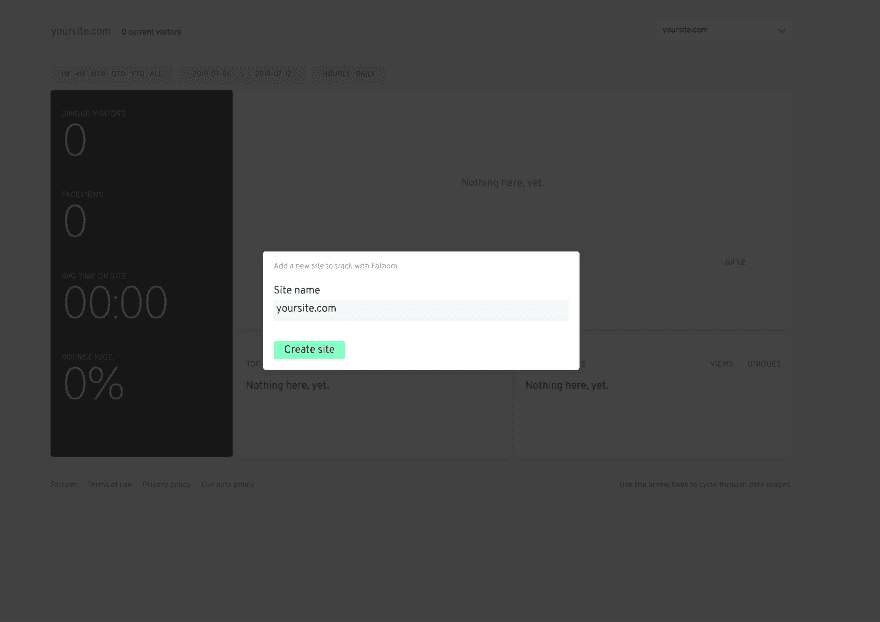 yoursite.com 0 current visitors yoursite.com
1W 4W MTD QTD YTD ALL 2019-07-06 2019-07-12 HOURLY DAILY
UNIQUE VISITORS
0
PAGEVIEWS
0
AVG TIME ON SITE
00:00
BOUNCE RATE
0%
Nothing here, yet.
Jul 12
Add a new site to track with Fathom
Site name
yoursite.com
Create site
TOP
VIEWS UNIQUES
Nothing here, yet.
Nothing here, yet.
Fathom Terms of use Privacy policy Our data policy
Use the arrow keys to cycle through date ranges.